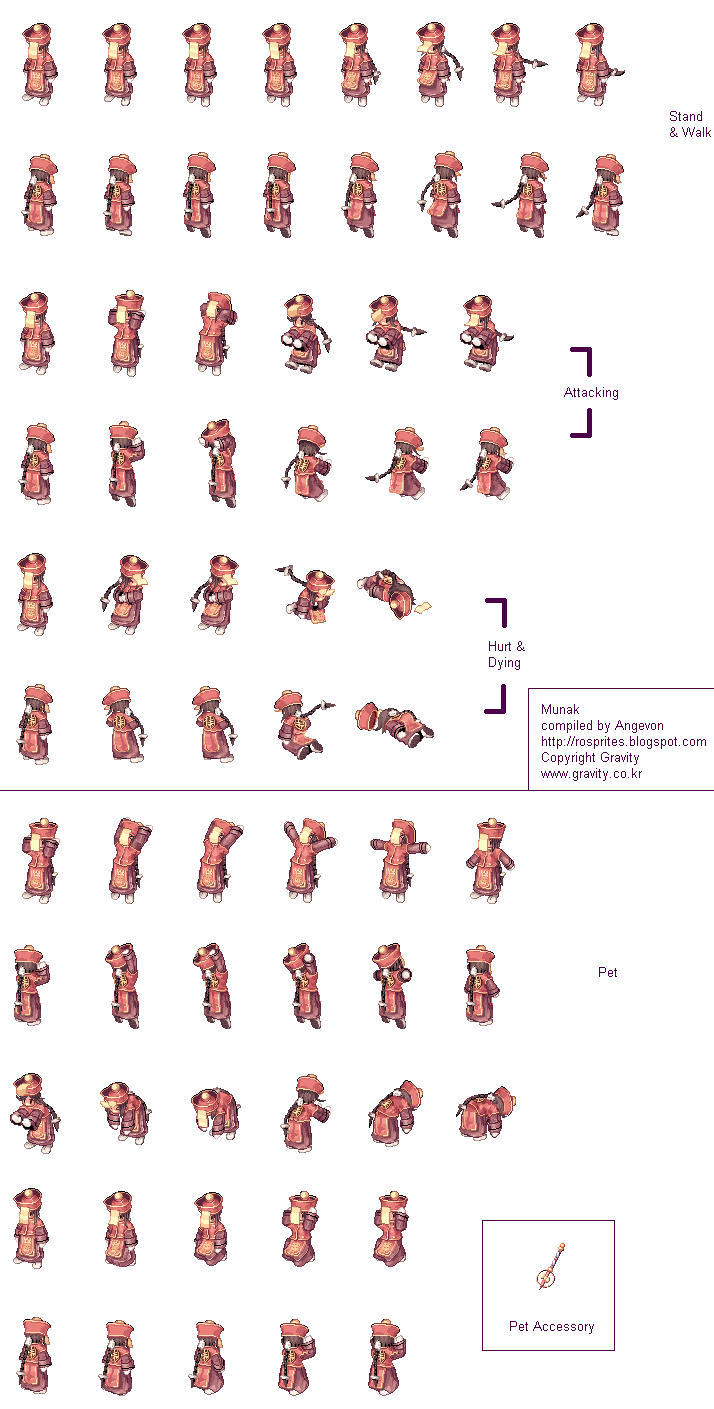 Stand
& Walk
Attacking
Hurt &
Dying
Munak
compiled by Angevon
http://rosprites.blogspot.com
Copyright Gravity
www.gravity.co.kr
Pet
Pet Accessory